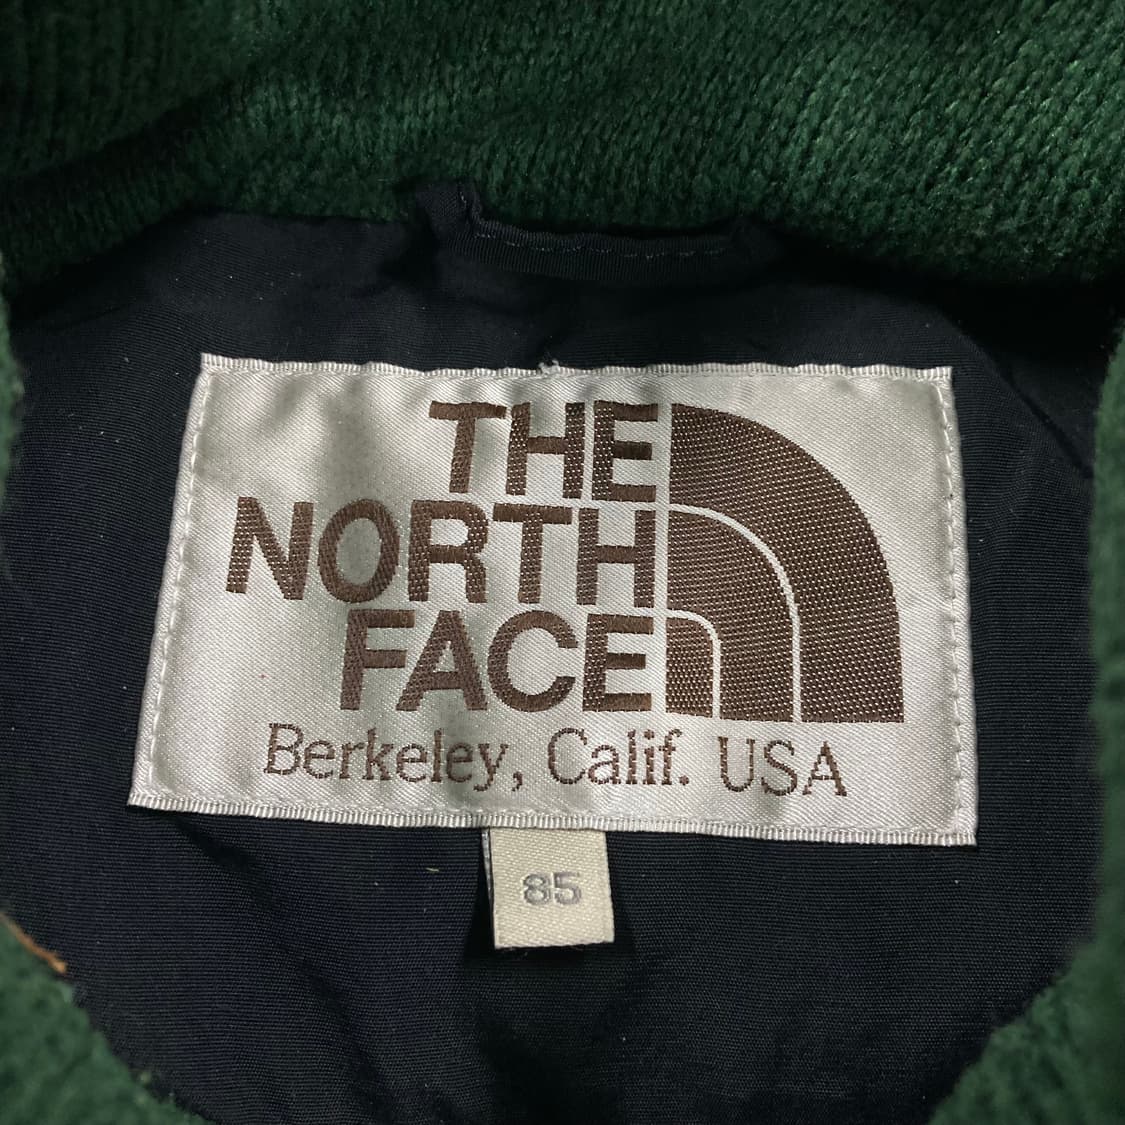 THE
NORTH
FACE
Berkeley, Calif. USA
85